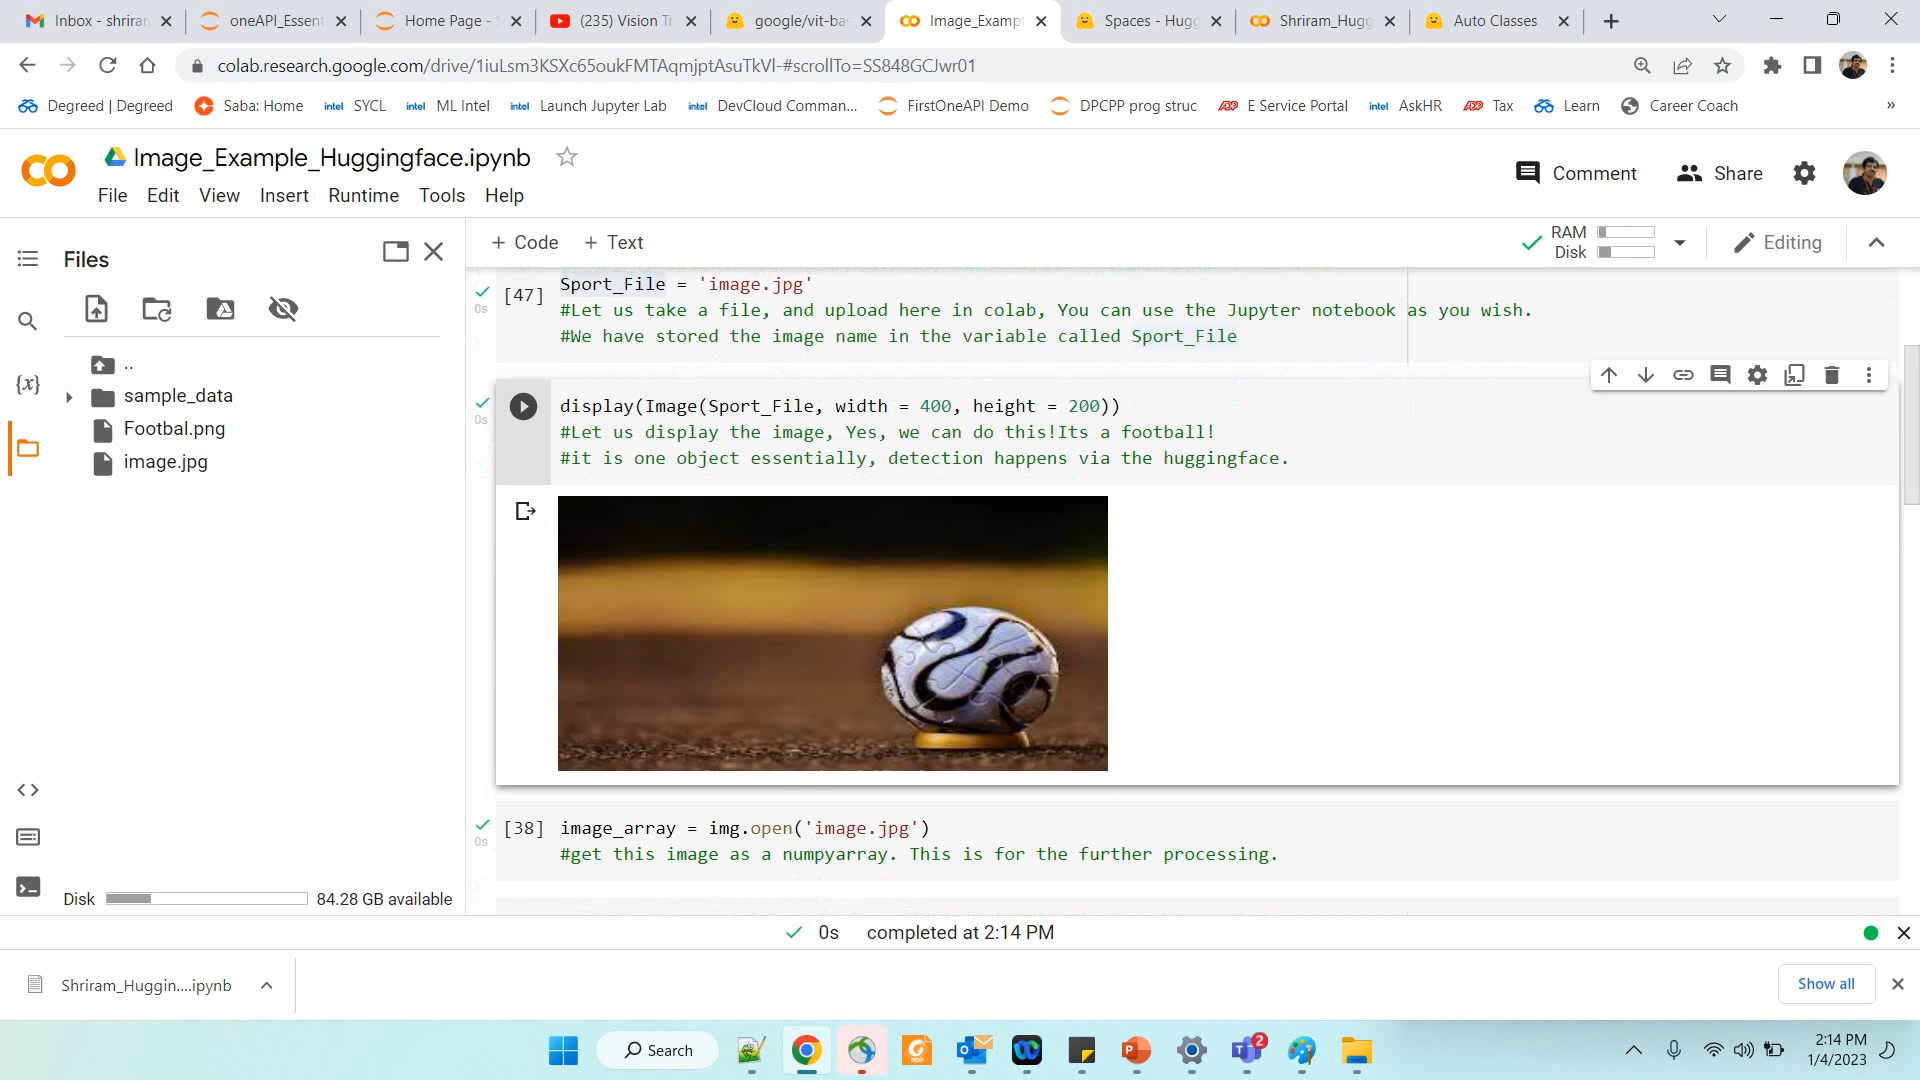 Inbox - shriran
oneAPI_Essent
Home Page -
(235) Vision Tr
google/vit-ba
Image_Exampl
Spaces - Hugg
Shriram_Hugg
Auto Classes
colab.research.google.com/drive/1iuLsm3KSXc65oukFMTAqmjptAsuTkVl-#scrollTo=SS848GCJwr01
Degreed | Degreed
Saba: Home
intel SYCL
intel ML Intel
intel Launch Jupyter Lab
intel DevCloud Comman...
FirstOneAPI Demo
DPCPP prog struc
ADP E Service Portal
intel AskHR
ADP Tax
Learn
Career Coach
»
Image_Example_Huggingface.ipynb
Comment
Share
File Edit View Insert Runtime Tools Help
Files
+ Code + Text
RAM
Disk
Editing
..
sample_data
Footbal.png
image.jpg
{x}
Disk 84.28 GB available
[47] Sport_File = 'image.jpg'
0s
#Let us take a file, and upload here in colab, You can use the Jupyter notebook as you wish.
#We have stored the image name in the variable called Sport_File
display(Image(Sport_File, width = 400, height = 200))
0s
#Let us display the image, Yes, we can do this!Its a football!
#it is one object essentially, detection happens via the huggingface.
[38] image_array = img.open('image.jpg')
0s
#get this image as a numpyarray. This is for the further processing.
0s completed at 2:14 PM
Shriram_Huggin....ipynb
Show all
Search
2
2:14 PM
1/4/2023